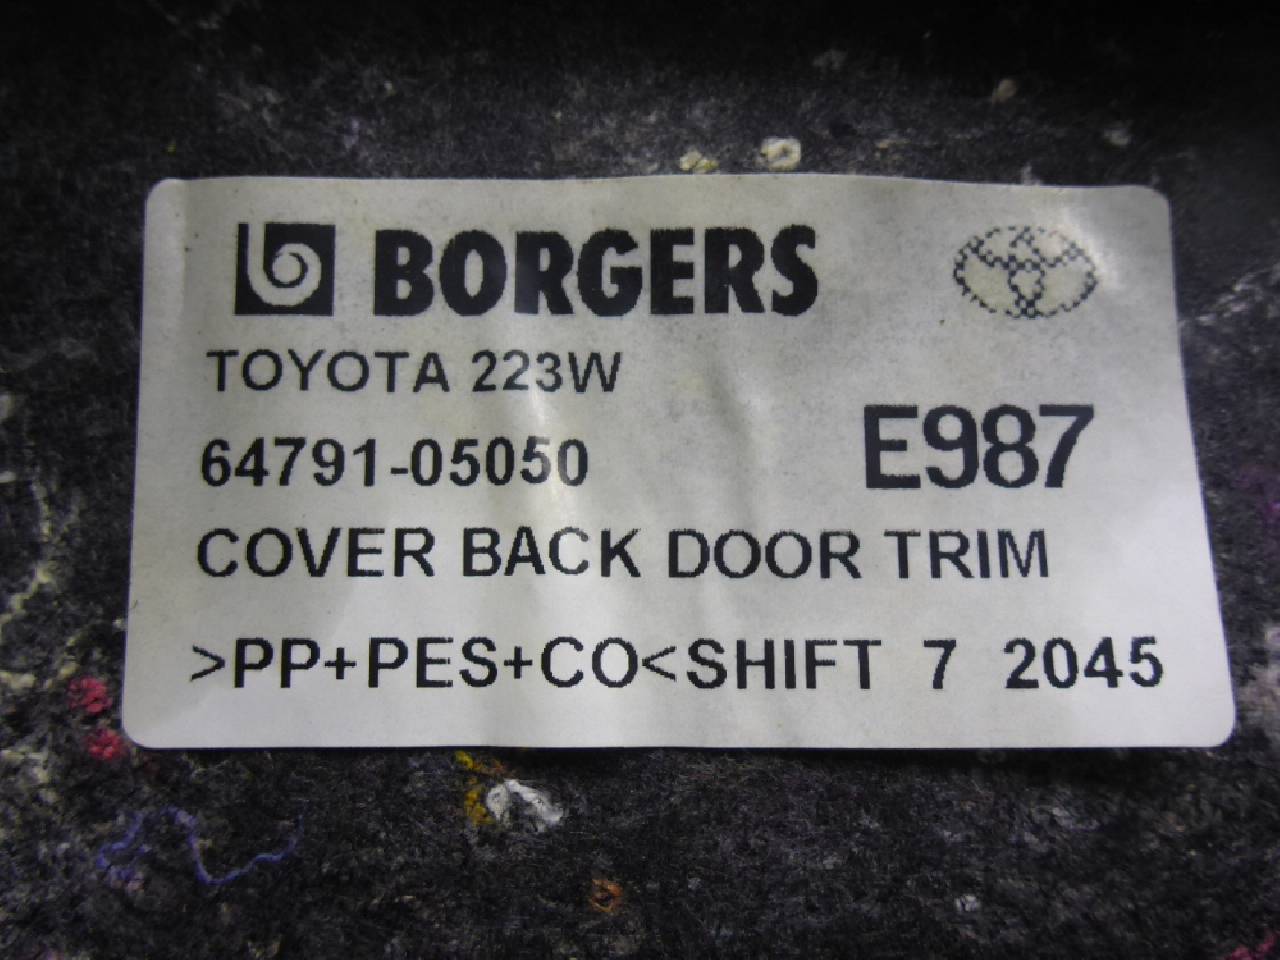 BORGERS
TOYOTA 223W
64791-05050
E987
COVER BACK DOOR TRIM
>PP+PES+CO<SHIFT 7 2045